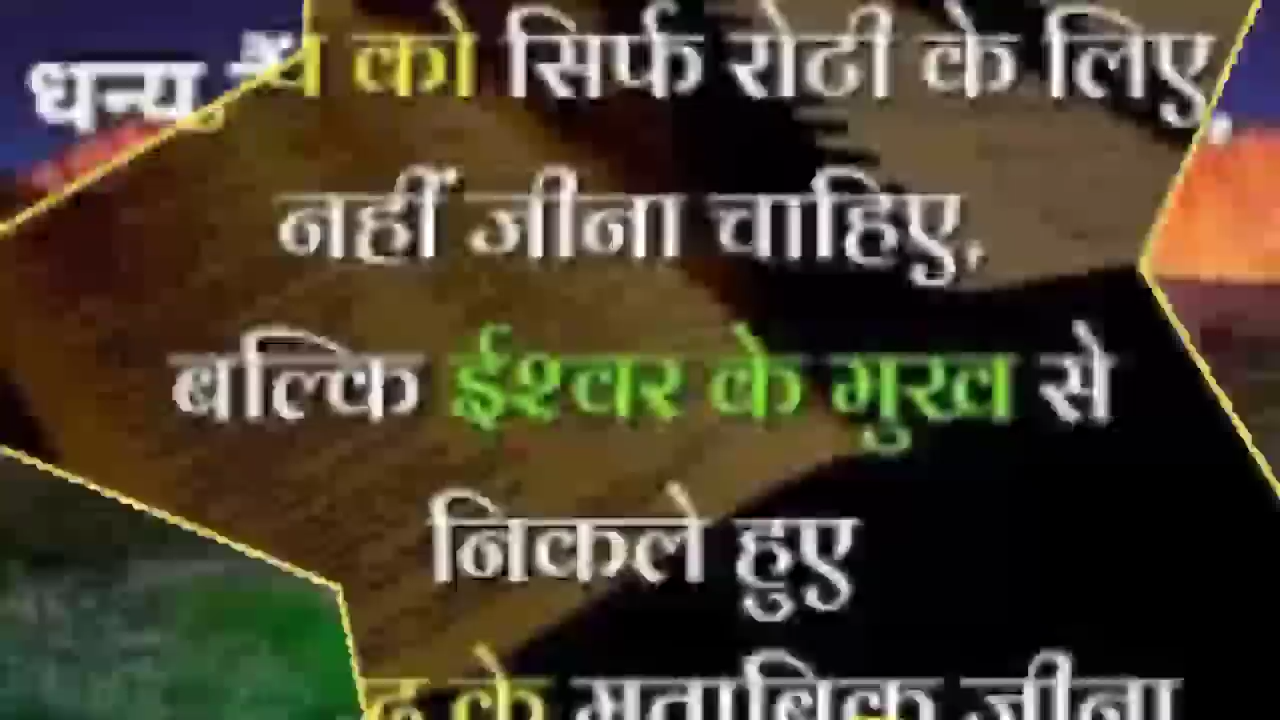 धन्य
को सिर्फ रोटी के लिए,
नहीं जीना चाहिए,
बल्कि ईश्वर के मुख से
निकले हुए
के मुताबिक जीना